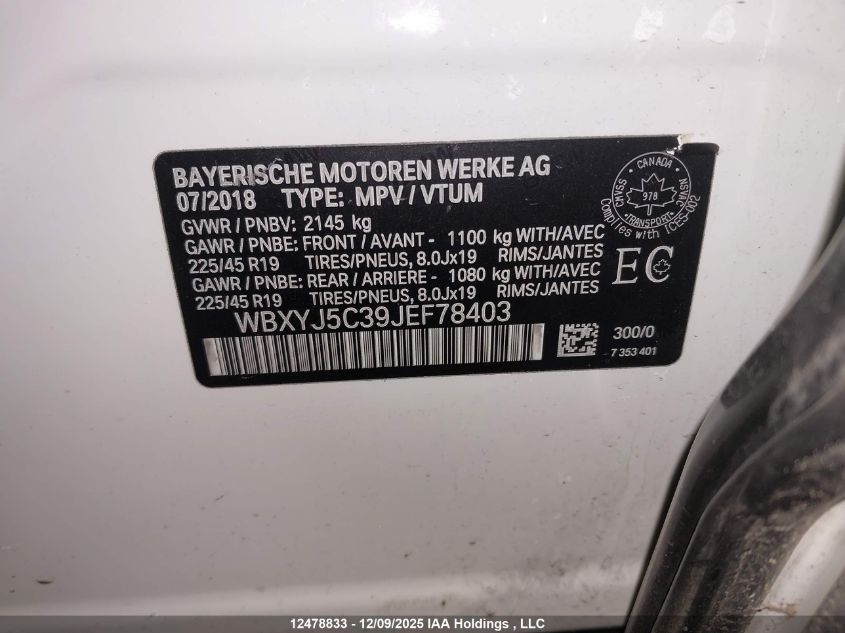 BAYERISCHE MOTOREN WERKE AG
07/2018 TYPE: MPV / VTUM
GVWR / PNBV: 2145 kg
GAWR / PNBE: FRONT / AVANT - 1100 kg WITH/AVEC
225/45 R19 TIRES/PNEUS, 8.0Jx19 RIMS/JANTES
GAWR / PNBE: REAR / ARRIERE - 1080 kg WITH/AVEC
225/45 R19 TIRES/PNEUS, 8.0Jx19 RIMS/JANTES
WBXYJ5C39JEF78403
CANADA
CMVSS
NSVAC
978
TRANSPORT
Complies with ICES-002
EC
300/0
7 353 401
12478833 - 12/09/2025 IAA Holdings , LLC